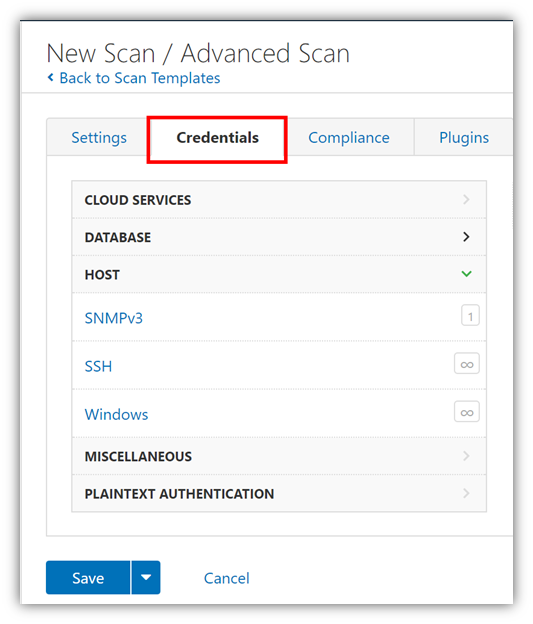 New Scan / Advanced Scan
Back to Scan Templates
Settings Credentials Compliance Plugins
CLOUD SERVICES
DATABASE
HOST
SNMPv3 1
SSH ∞
Windows ∞
MISCELLANEOUS
PLAINTEXT AUTHENTICATION
Save Cancel